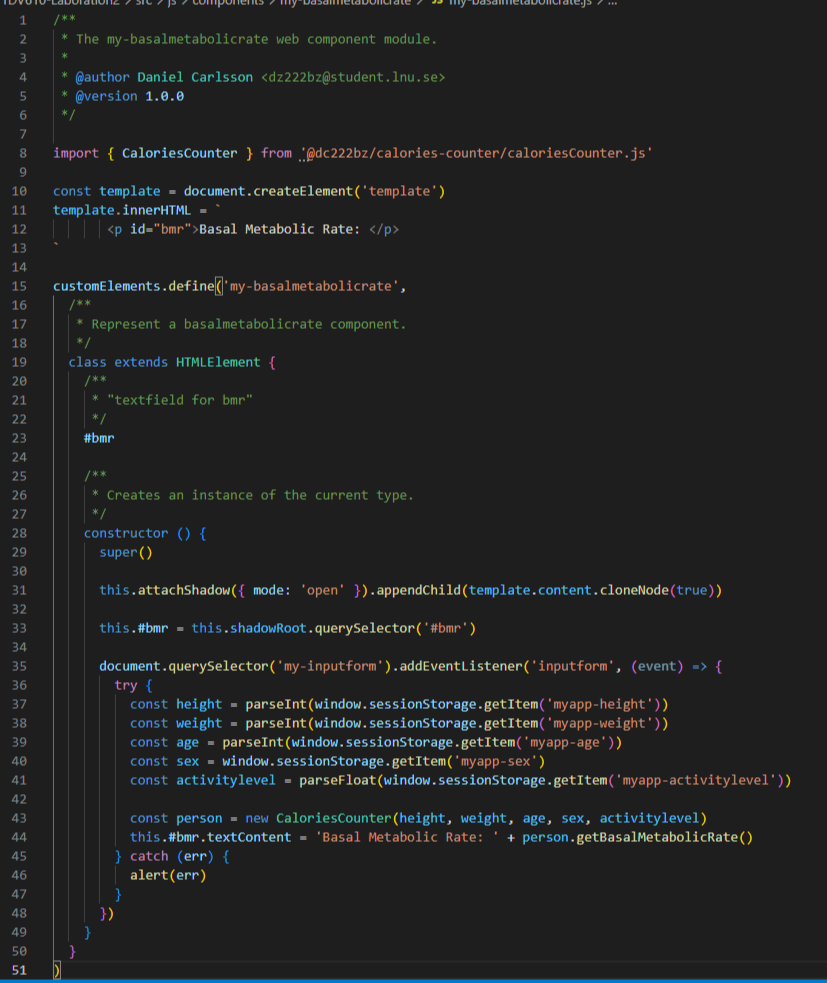 1DV610-Laboration2 > src > js > components > my-basalmetabolicrate > JS my-basalmetabolicrate.js > ...
1 /**
2 * The my-basalmetabolicrate web component module.
3 *
4 * @author Daniel Carlsson <dz222bz@student.lnu.se>
5 * @version 1.0.0
6 */
7
8 import { CaloriesCounter } from '@dc222bz/calories-counter/caloriesCounter.js'
9
10 const template = document.createElement('template')
11 template.innerHTML = `
12 <p id="bmr">Basal Metabolic Rate: </p>
13 `
14
15 customElements.define('my-basalmetabolicrate',
16 /**
17 * Represent a basalmetabolicrate component.
18 */
19 class extends HTMLElement {
20 /**
21 * "textfield for bmr"
22 */
23 #bmr
24
25 /**
26 * Creates an instance of the current type.
27 */
28 constructor () {
29 super()
30
31 this.attachShadow({ mode: 'open' }).appendChild(template.content.cloneNode(true))
32
33 this.#bmr = this.shadowRoot.querySelector('#bmr')
34
35 document.querySelector('my-inputform').addEventListener('inputform', (event) => {
36 try {
37 const height = parseInt(window.sessionStorage.getItem('myapp-height'))
38 const weight = parseInt(window.sessionStorage.getItem('myapp-weight'))
39 const age = parseInt(window.sessionStorage.getItem('myapp-age'))
40 const sex = window.sessionStorage.getItem('myapp-sex')
41 const activitylevel = parseFloat(window.sessionStorage.getItem('myapp-activitylevel'))
42
43 const person = new CaloriesCounter(height, weight, age, sex, activitylevel)
44 this.#bmr.textContent = 'Basal Metabolic Rate: ' + person.getBasalMetabolicRate()
45 } catch (err) {
46 alert(err)
47 }
48 })
49 }
50 }
51 )